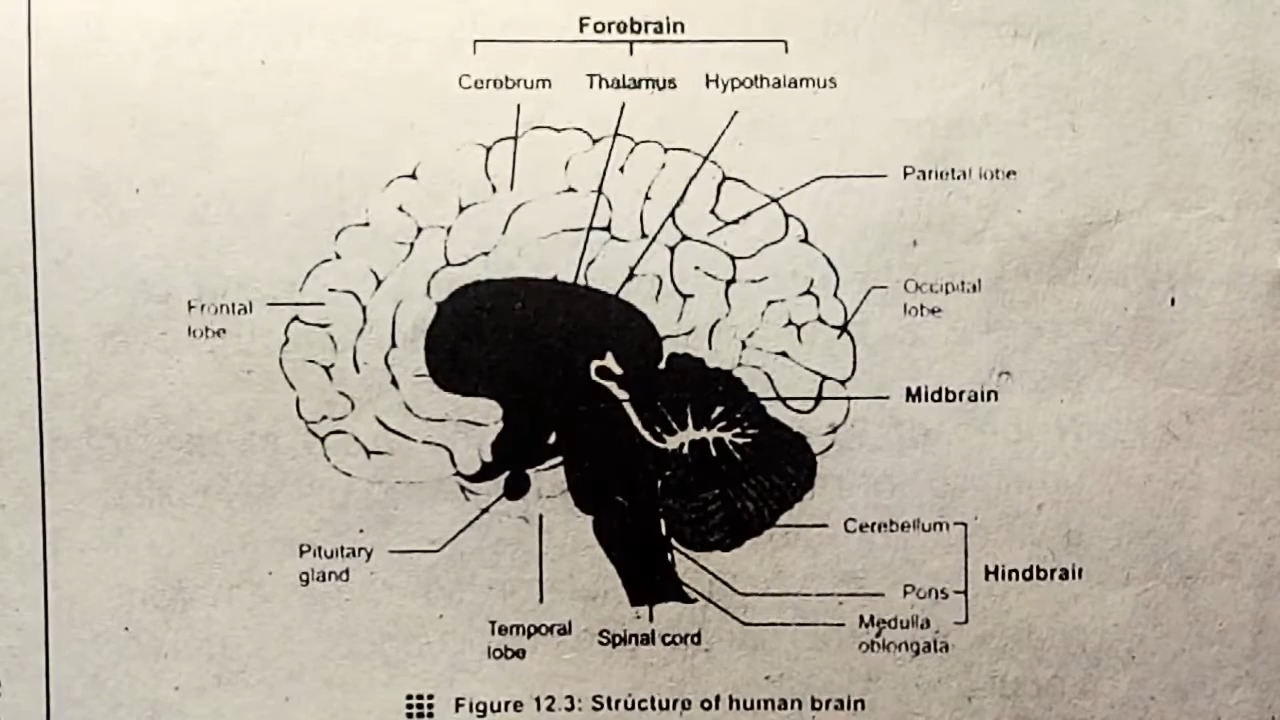 Forebrain
Cerebrum Thalamus Hypothalamus
Parietal lobe
Occipital
lobe
Frontal
lobe
Midbrain
Cerebellum
Hindbrain
Pons
Medulla
oblongata
Pituitary
gland
Temporal
lobe
Spinal cord
Figure 12.3: Structure of human brain